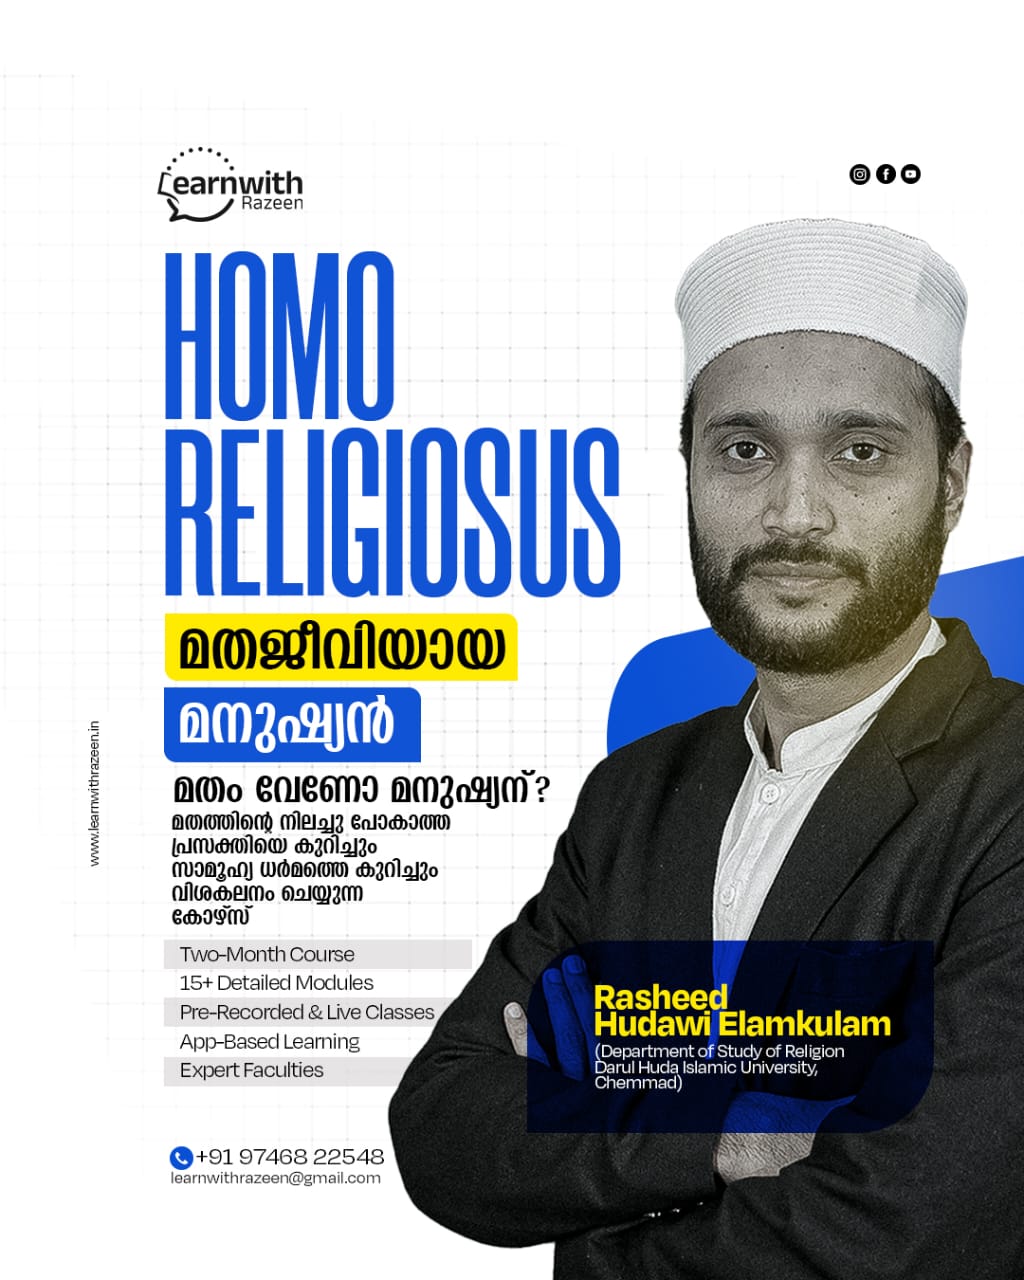 Learnwith
Razeen
HOMO
RELIGIOSUS
മതജീവിയായ
മനുഷ്യൻ
മതം വേണോ മനുഷ്യന്?
മതത്തിന്റെ നിലച്ചു പോകാത്ത
പ്രസക്തിയെ കുറിച്ചും
സാമൂഹ്യ ധർമത്തെ കുറിച്ചും
വിശകലനം ചെയ്യുന്ന
കോഴ്സ്
www.learnwithrazeen.in
Two-Month Course
15+ Detailed Modules
Pre-Recorded & Live Classes
App-Based Learning
Expert Faculties
Rasheed
Hudawi Elamkulam
(Department of Study of Religion
Darul Huda Islamic University,
Chemmad)
+91 97468 22548
learnwithrazeen@gmail.com